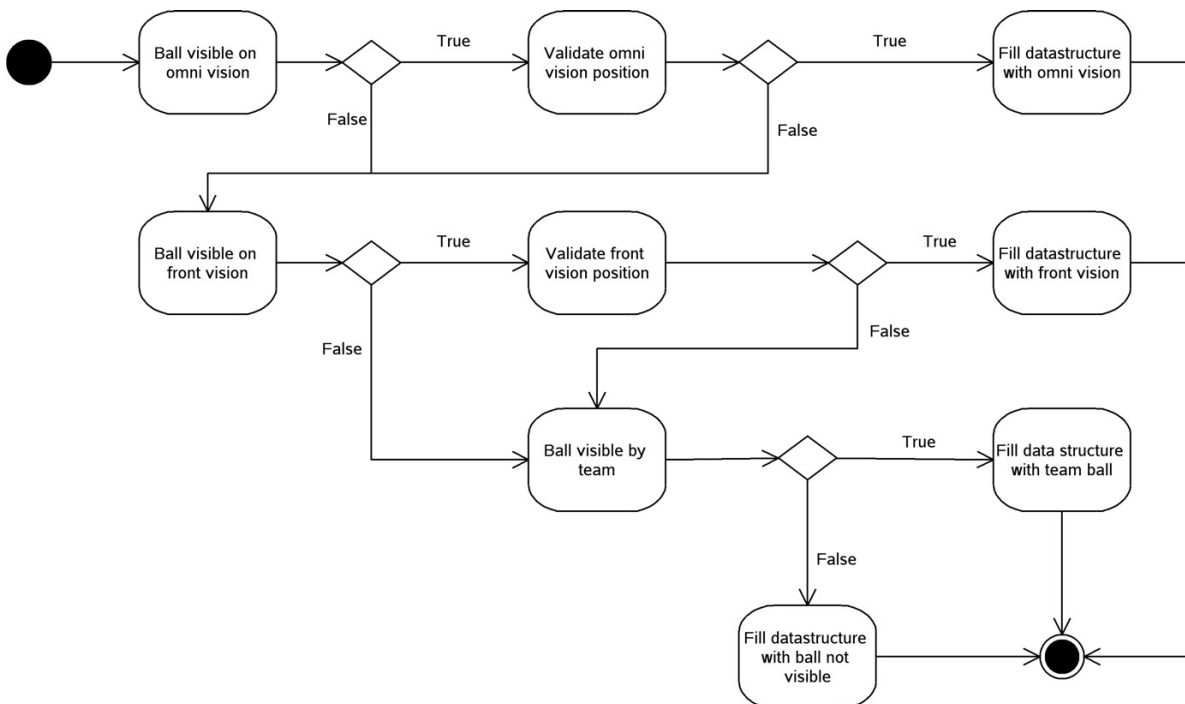 Ball visible on
omni vision
True
Validate omni
vision position
True
Fill datastructure
with omni vision
False
False
Ball visible on
front vision
True
Validate front
vision position
True
Fill datastructure
with front vision
False
False
Ball visible by
team
True
Fill data structure
with team ball
False
Fill datastructure
with ball not
visible